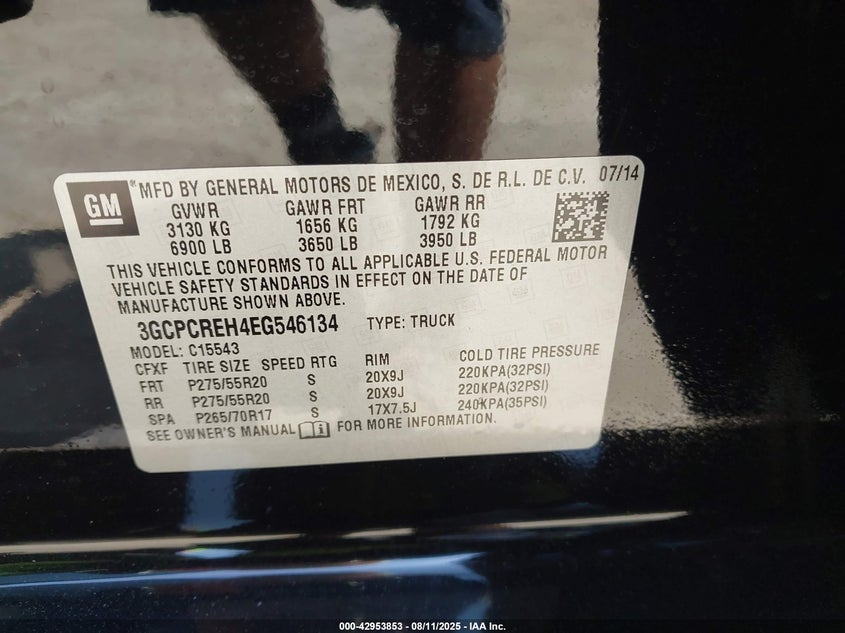 GM ® MFD BY GENERAL MOTORS DE MEXICO, S. DE R.L. DE C.V. 07/14
GVWR GAWR FRT GAWR RR
3130 KG 1656 KG 1792 KG
6900 LB 3650 LB 3950 LB
THIS VEHICLE CONFORMS TO ALL APPLICABLE U.S. FEDERAL MOTOR
VEHICLE SAFETY STANDARDS IN EFFECT ON THE DATE OF
MANUFACTURE SHOWN ABOVE.
3GCPCREH4EG546134 TYPE: TRUCK
MODEL: C15543
CFXF TIRE SIZE SPEED RTG RIM COLD TIRE PRESSURE
FRT P275/55R20 S 20X9J 220KPA(32PSI)
RR P275/55R20 S 20X9J 220KPA(32PSI)
SPA P265/70R17 S 17X7.5J 240KPA(35PSI)
SEE OWNER'S MANUAL FOR MORE INFORMATION.
000-42953853 - 08/11/2025 - IAA Inc.